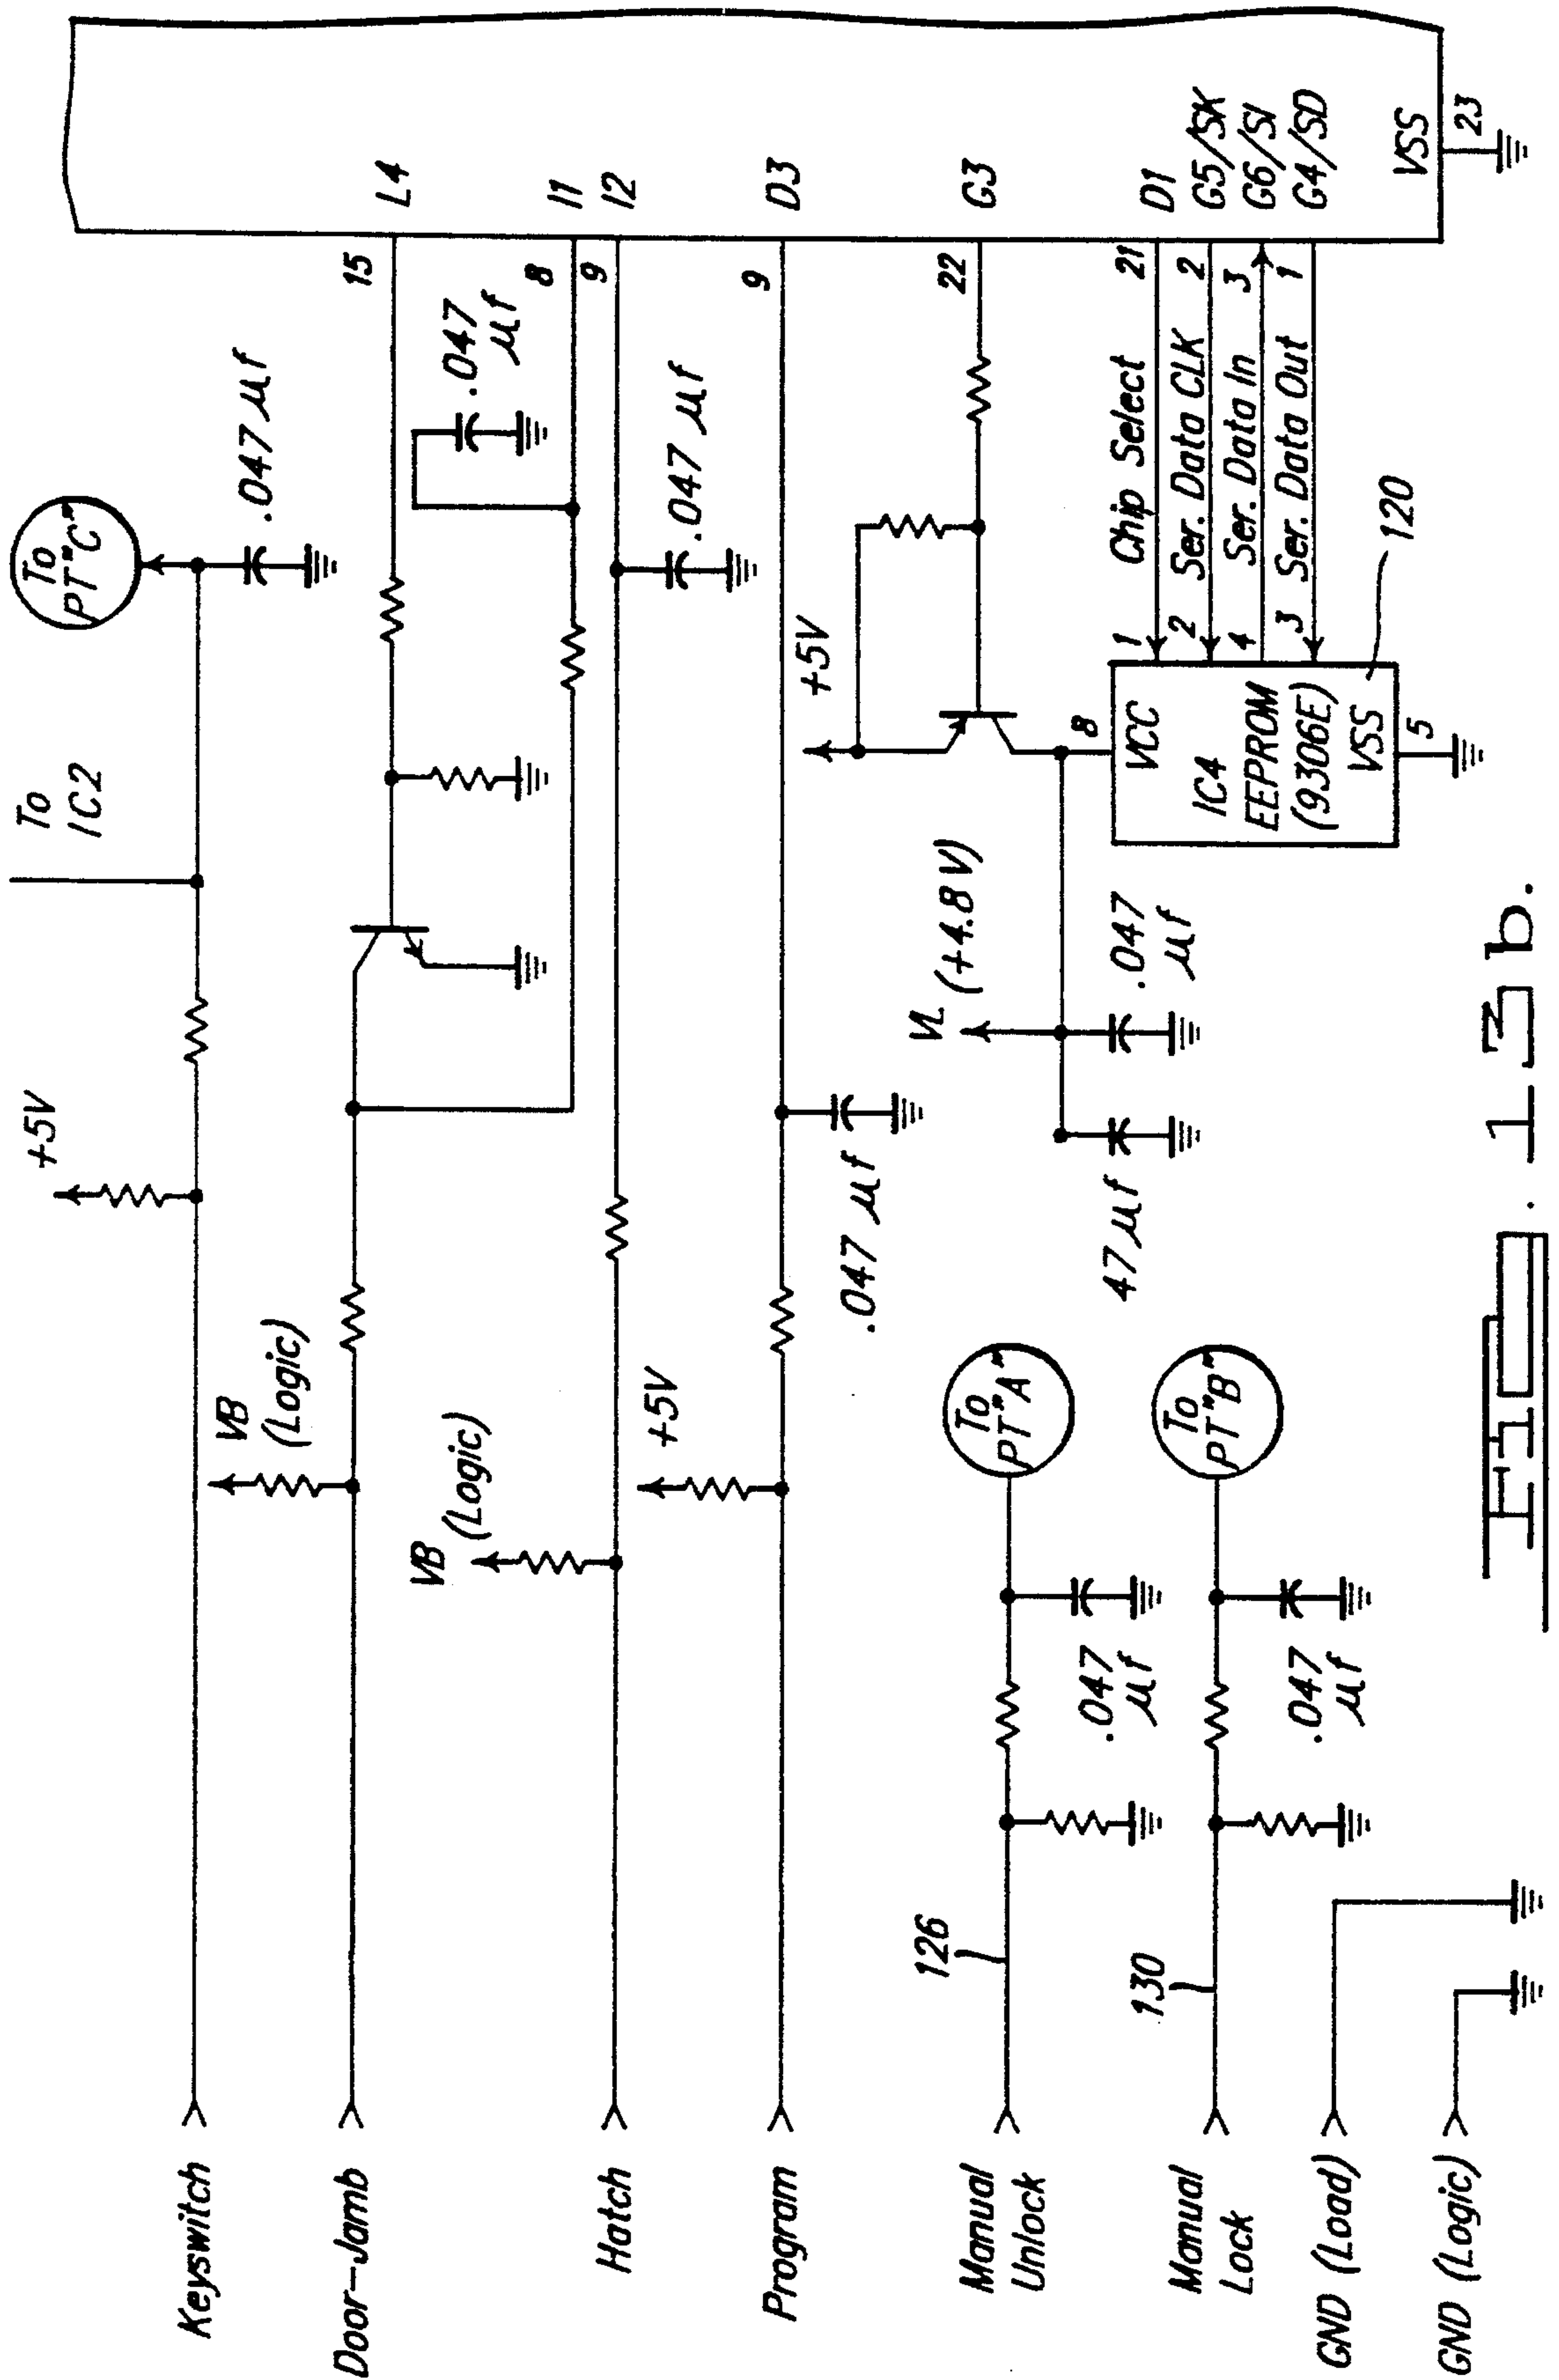 Keyswitch
+5V
To
IC2
To
PT"C"
.047 µf
Door-Jamb
VB
(Logic)
L4
15
.047
µf
I1
8
Hatch
VB
(Logic)
.047 µf
I2
9
Program
+5V
.047 µf
D3
9
+5V
G3
22
VL (+4.8V)
47µf
.047
µf
8
VCC
IC4
EEPROM
(9306E)
VSS
5
120
1 Chip Select 21 D1
2 Ser. Data CLK 2 G5/SK
4 Ser. Data In 3 G6/SI
3 Ser. Data Out 1 G4/SD
VSS
23
Manual
Unlock
126
.047
µf
To
PT"A"
Manual
Lock
130
.047
µf
To
PT"B"
GND (Load)
GND (Logic)
FIG. 13b.